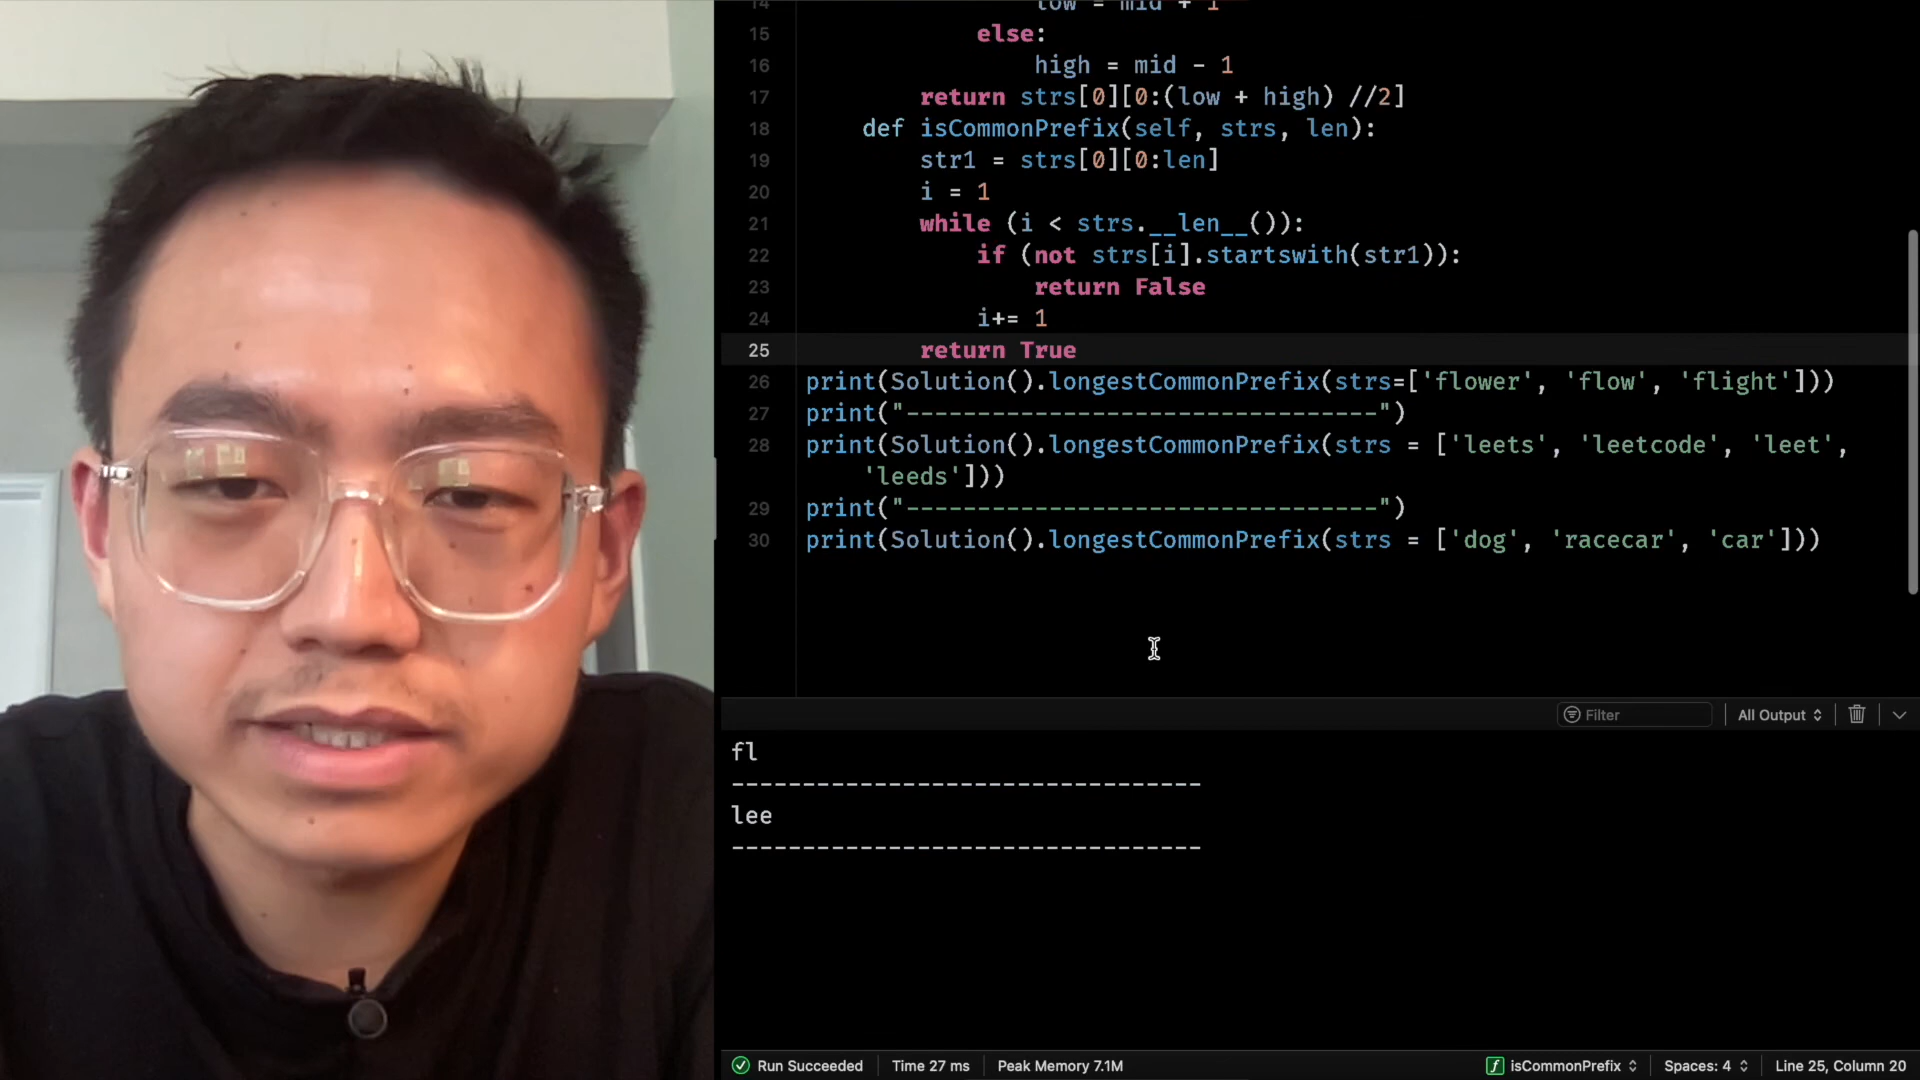 14 low = mid + 1
15 else:
16 high = mid - 1
17 return strs[0][0:(low + high) //2]
18 def isCommonPrefix(self, strs, len):
19 str1 = strs[0][0:len]
20 i = 1
21 while (i < strs.__len__()):
22 if (not strs[i].startswith(str1)):
23 return False
24 i+= 1
25 return True
26 print(Solution().longestCommonPrefix(strs=['flower', 'flow', 'flight']))
27 print("---------------------------------")
28 print(Solution().longestCommonPrefix(strs = ['leets', 'leetcode', 'leet',
'leeds']))
29 print("---------------------------------")
30 print(Solution().longestCommonPrefix(strs = ['dog', 'racecar', 'car']))
Filter All Output
fl
---------------------------------
lee
---------------------------------
Run Succeeded Time 27 ms Peak Memory 7.1M f isCommonPrefix Spaces: 4 Line 25, Column 20